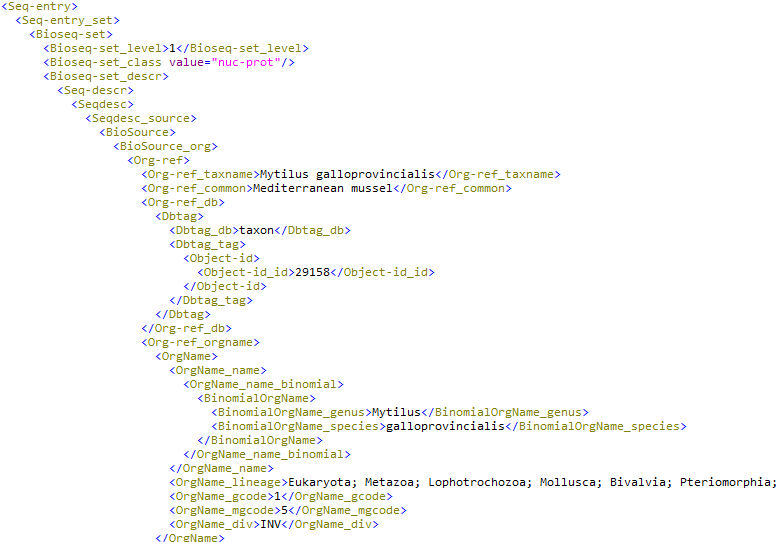 <Seq-entry>
<Seq-entry_set>
<Bioseq-set>
<Bioseq-set_level>1</Bioseq-set_level>
<Bioseq-set_class value="nuc-prot"/>
<Bioseq-set_descr>
<Seq-descr>
<Seqdesc>
<Seqdesc_source>
<BioSource>
<BioSource_org>
<Org-ref>
<Org-ref_taxname>Mytilus galloprovincialis</Org-ref_taxname>
<Org-ref_common>Mediterranean mussel</Org-ref_common>
<Org-ref_db>
<Dbtag>
<Dbtag_db>taxon</Dbtag_db>
<Dbtag_tag>
<Object-id>
<Object-id_id>29158</Object-id_id>
</Object-id>
</Dbtag_tag>
</Dbtag>
</Org-ref_db>
<Org-ref_orgname>
<OrgName>
<OrgName_name>
<OrgName_name_binomial>
<BinomialOrgName>
<BinomialOrgName_genus>Mytilus</BinomialOrgName_genus>
<BinomialOrgName_species>galloprovincialis</BinomialOrgName_species>
</BinomialOrgName>
</OrgName_name_binomial>
</OrgName_name>
<OrgName_lineage>Eukaryota; Metazoa; Lophotrochozoa; Mollusca; Bivalvia; Pteriomorphia;
<OrgName_gcode>1</OrgName_gcode>
<OrgName_mgcode>5</OrgName_mgcode>
<OrgName_div>INV</OrgName_div>
</OrgName>